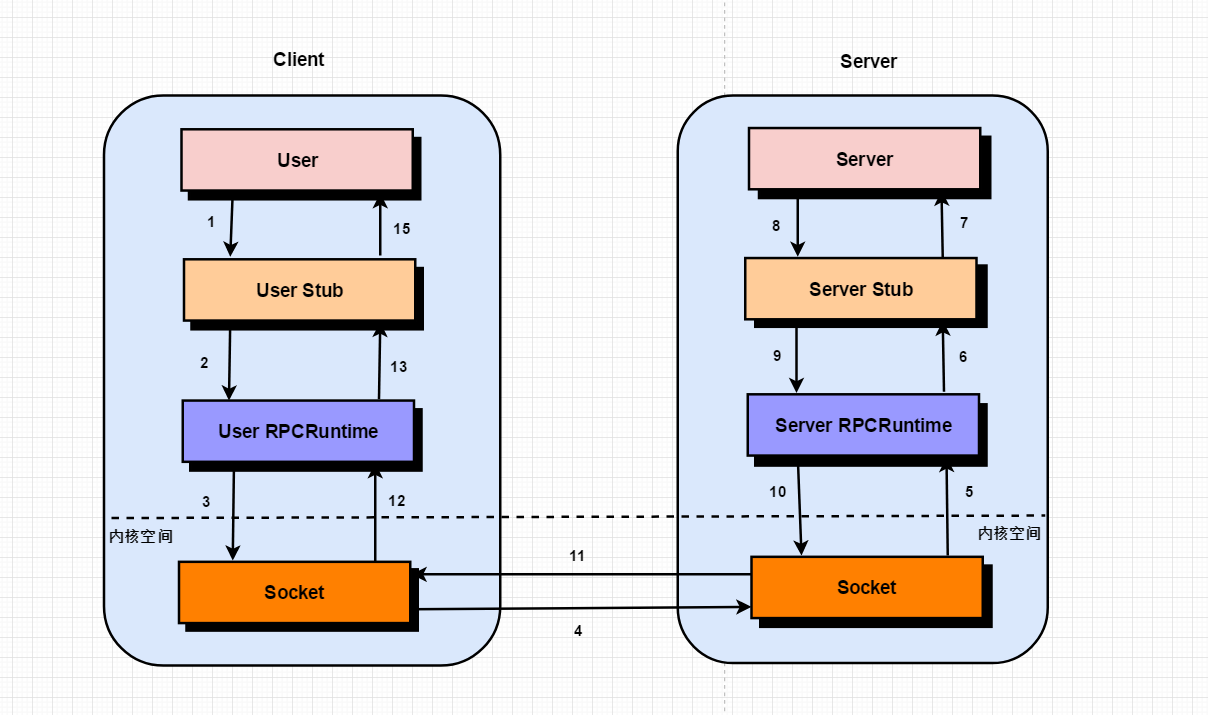 Client
Server
User
Server
1
15
8
7
User Stub
Server Stub
2
13
9
6
User RPCRuntime
Server RPCRuntime
3
12
10
5
内核空间
内核空间
11
Socket
Socket
4